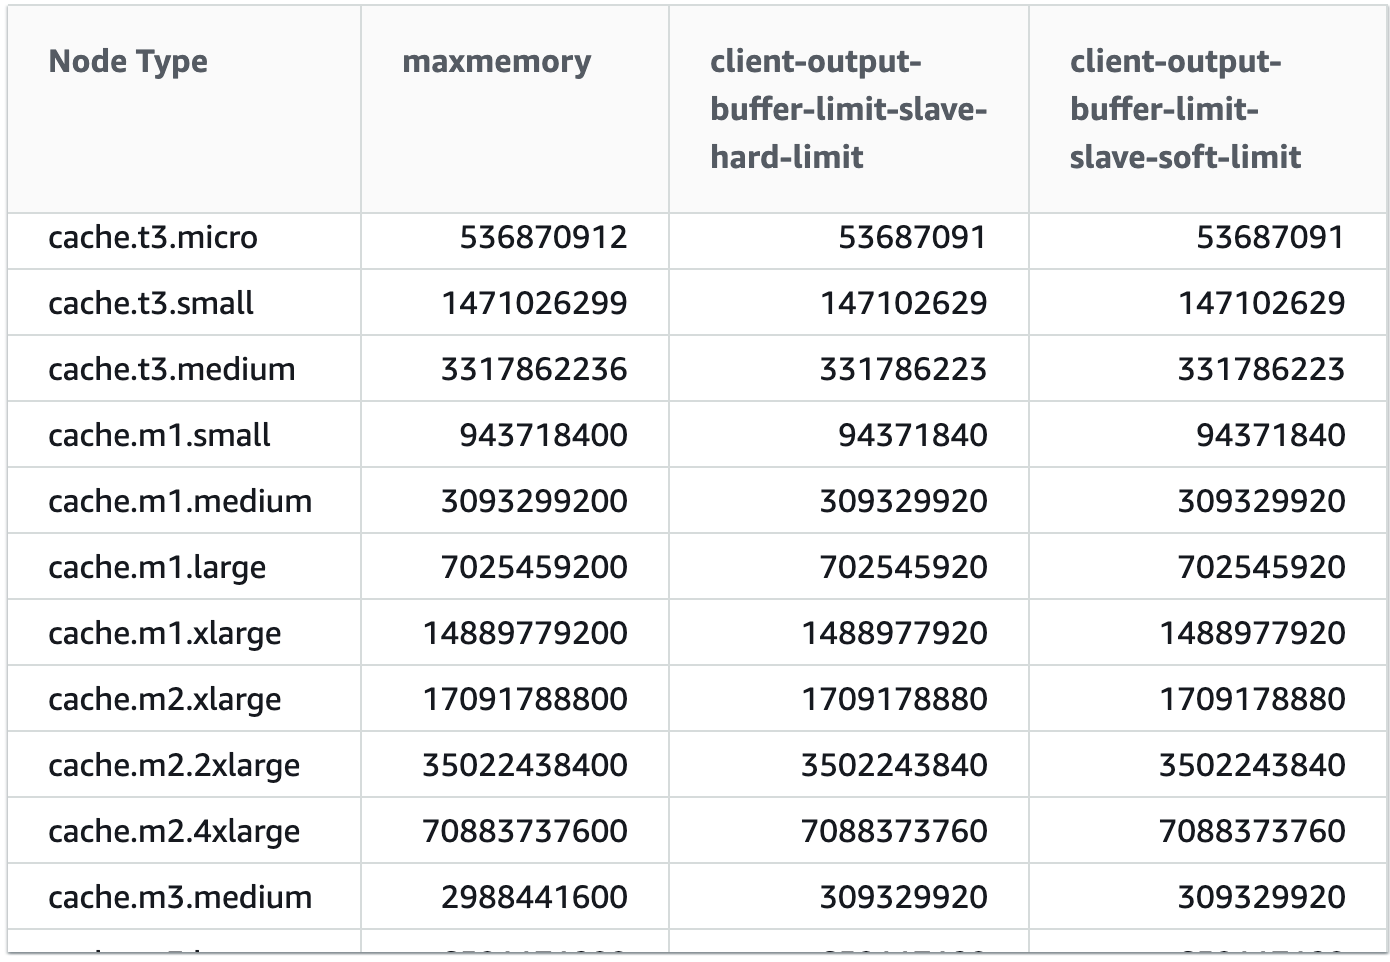 Node Type maxmemory client-output-buffer-limit-slave-hard-limit client-output-buffer-limit-slave-soft-limit
cache.t3.micro 536870912 53687091 53687091
cache.t3.small 1471026299 147102629 147102629
cache.t3.medium 3317862236 331786223 331786223
cache.m1.small 943718400 94371840 94371840
cache.m1.medium 3093299200 309329920 309329920
cache.m1.large 7025459200 702545920 702545920
cache.m1.xlarge 14889779200 1488977920 1488977920
cache.m2.xlarge 17091788800 1709178880 1709178880
cache.m2.2xlarge 35022438400 3502243840 3502243840
cache.m2.4xlarge 70883737600 7088373760 7088373760
cache.m3.medium 2988441600 309329920 309329920